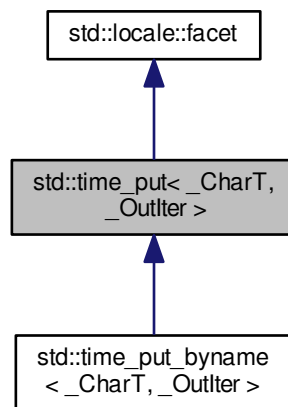 std::locale::facet
std::time_put< _CharT,
_OutIter >
std::time_put_byname
< _CharT, _OutIter >